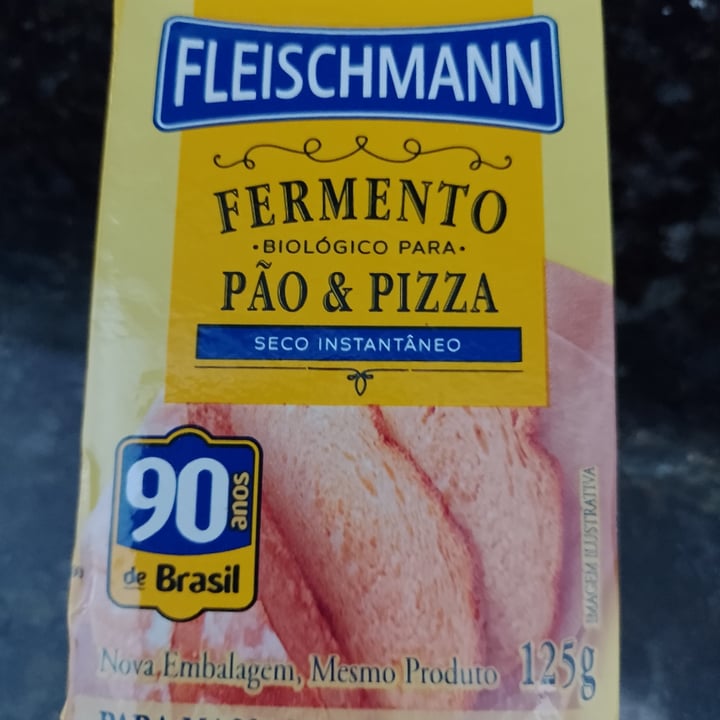 FLEISCHMANN
FERMENTO
•BIOLÓGICO PARA•
PÃO & PIZZA
SECO INSTANTÂNEO
90 anos
de Brasil
IMAGEM ILUSTRATIVA
Nova Embalagem, Mesmo Produto 125g